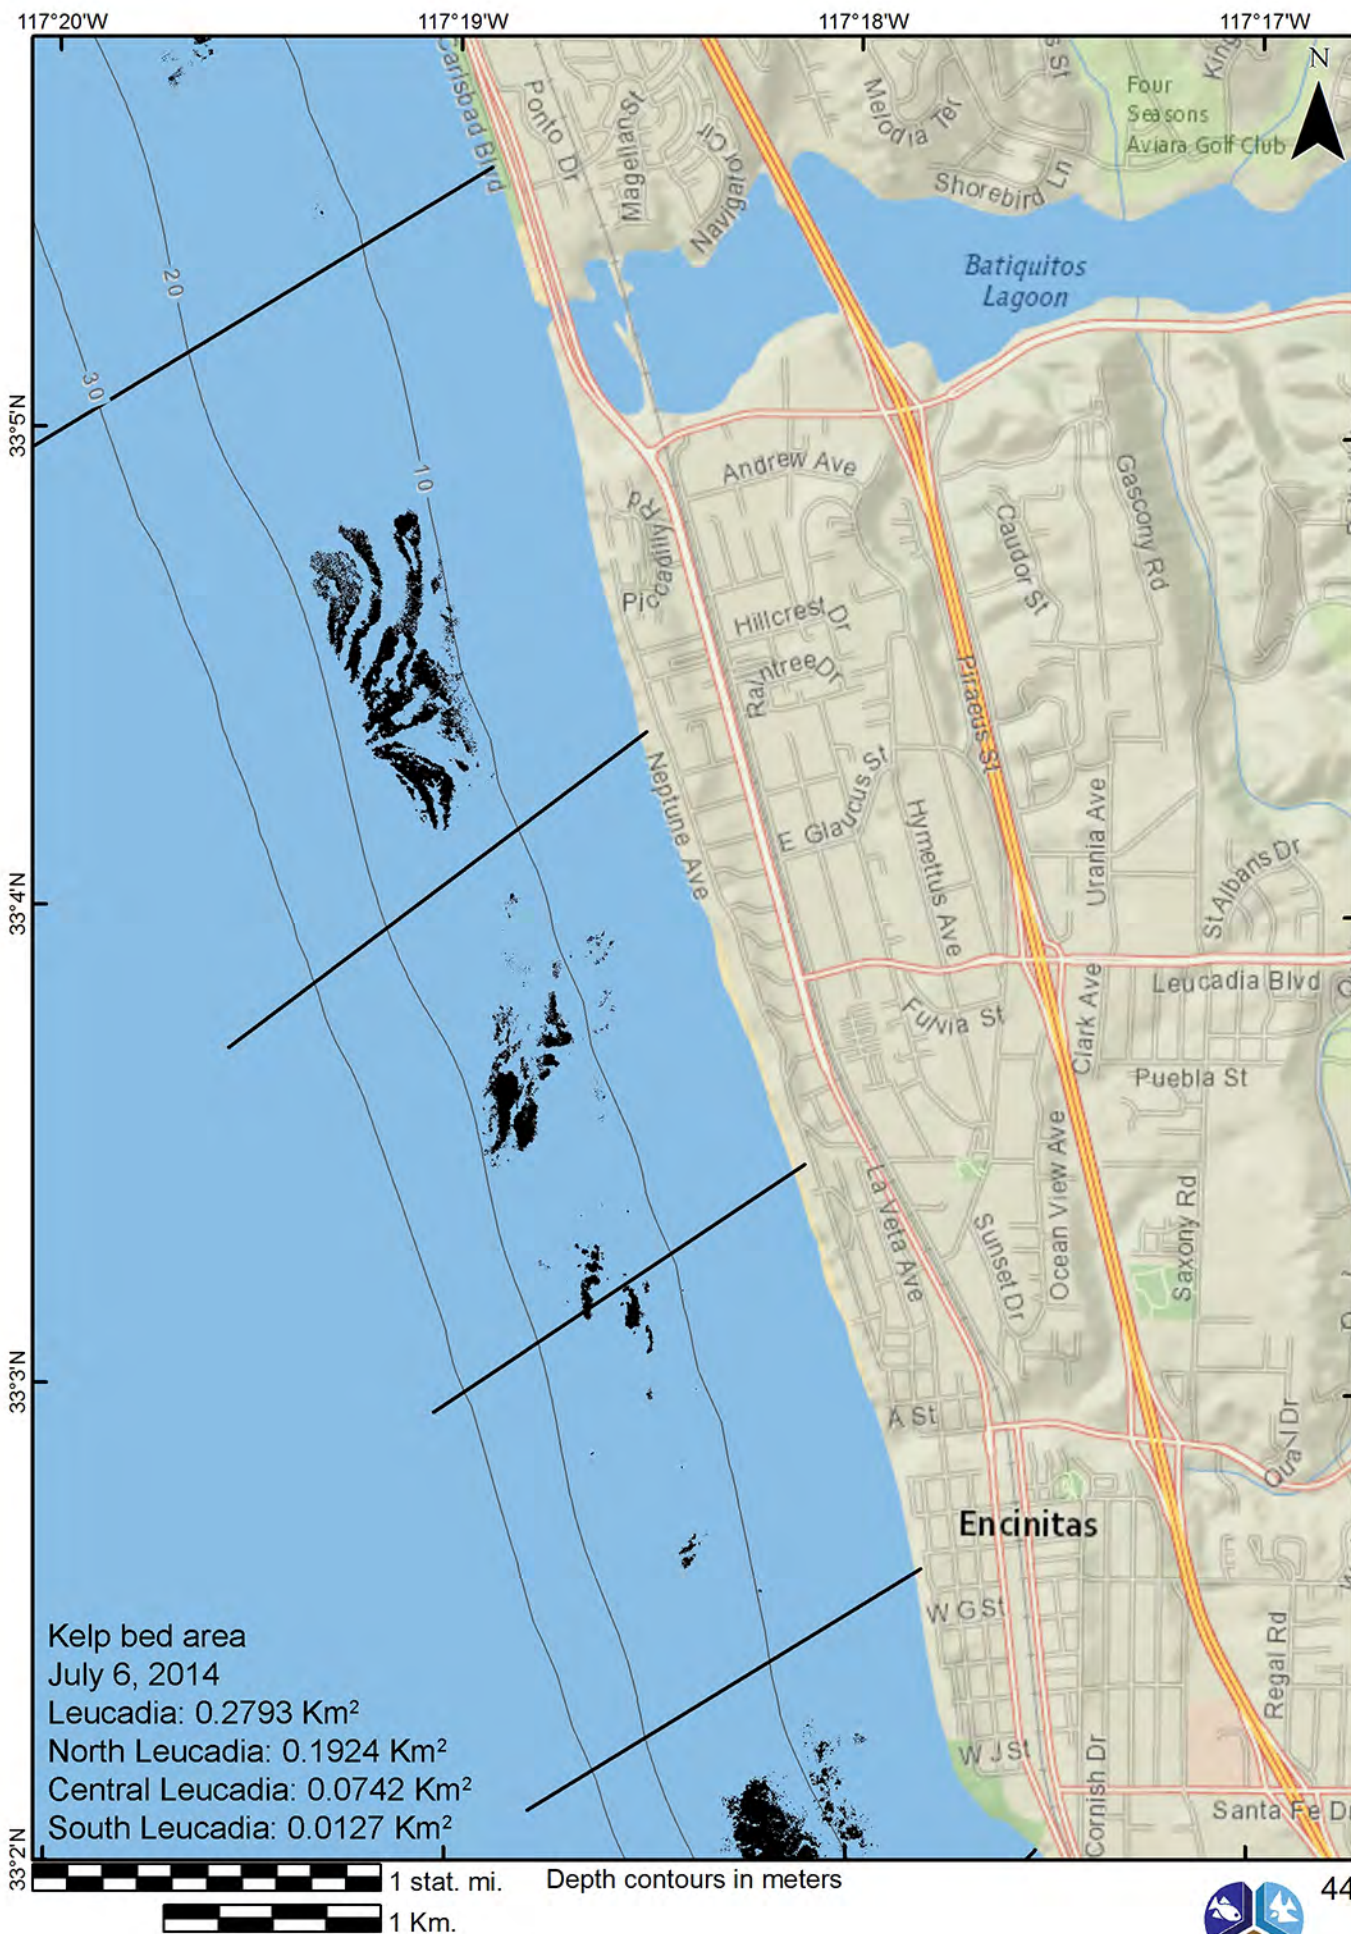 117°20'W 117°19'W 117°18'W 117°17'W
N
Carlsbad Blvd
Ponto Dr
Magellan St
Navigator Cir
Melodia Ter
Shorebird Ln
Four
Seasons
Aviara Golf Club
Batiquitos
Lagoon
20
30
10
33°5'N
Andrew Ave
Piccadilly Rd
Hillcrest Dr
Raintree Dr
Caudor St
Gascony Rd
Piraeus St
Neptune Ave
E Glaucus St
Hymettus Ave
Urania Ave
St Albans Dr
33°4'N
Leucadia Blvd
Fulvia St
Clark Ave
Puebla St
La Veta Ave
Sunset Dr
Ocean View Ave
Saxony Rd
33°3'N
A St
Quail Dr
Encinitas
W G St
Regal Rd
W J St
Cornish Dr
Santa Fe Dr
Kelp bed area
July 6, 2014
Leucadia: 0.2793 Km²
North Leucadia: 0.1924 Km²
Central Leucadia: 0.0742 Km²
South Leucadia: 0.0127 Km²
33°2'N
1 stat. mi. Depth contours in meters
1 Km.
44